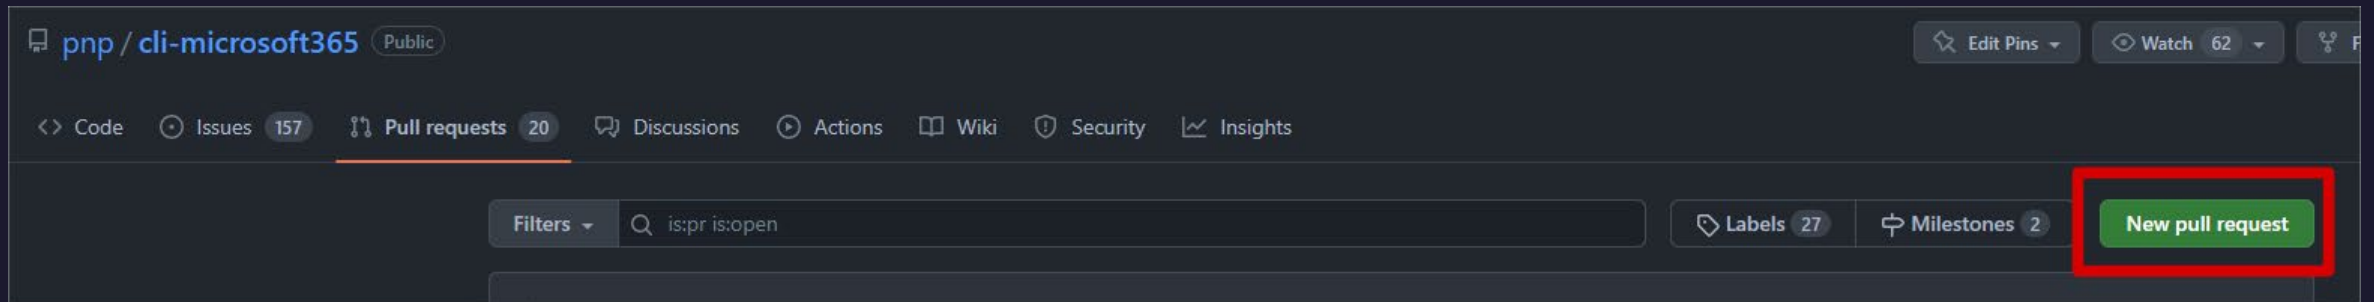 pnp / cli-microsoft365 Public Edit Pins Watch 62
Code Issues 157 Pull requests 20 Discussions Actions Wiki Security Insights
Filters is:pr is:open Labels 27 Milestones 2 New pull request